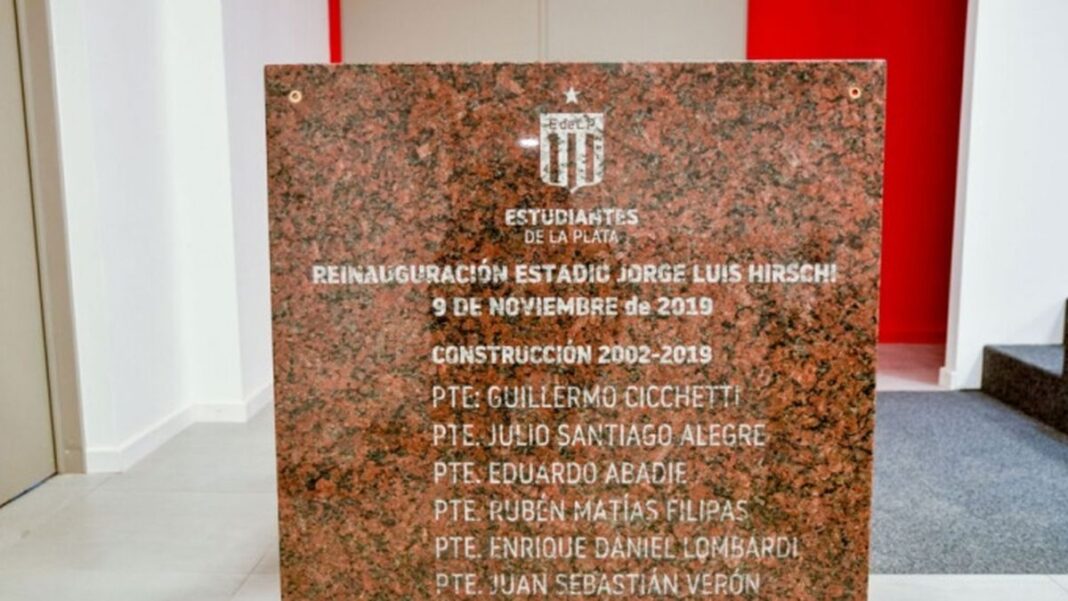 EdeLP
ESTUDIANTES
DE LA PLATA
REINAUGURACIÓN ESTADIO JORGE LUIS HIRSCHI
9 DE NOVIEMBRE de 2019
CONSTRUCCIÓN 2002-2019
PTE: GUILLERMO CICCHETTI
PTE. JULIO SANTIAGO ALEGRE
PTE. EDUARDO ABADIE
PTE. RUBÉN MATÍAS FILIPAS
PTE. ENRIQUE DANIEL LOMBARDI
PTE. JUAN SEBASTIÁN VERÓN